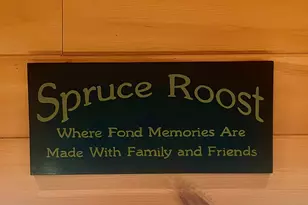 Spruce Roost
Where Fond Memories Are
Made With Family and Friends